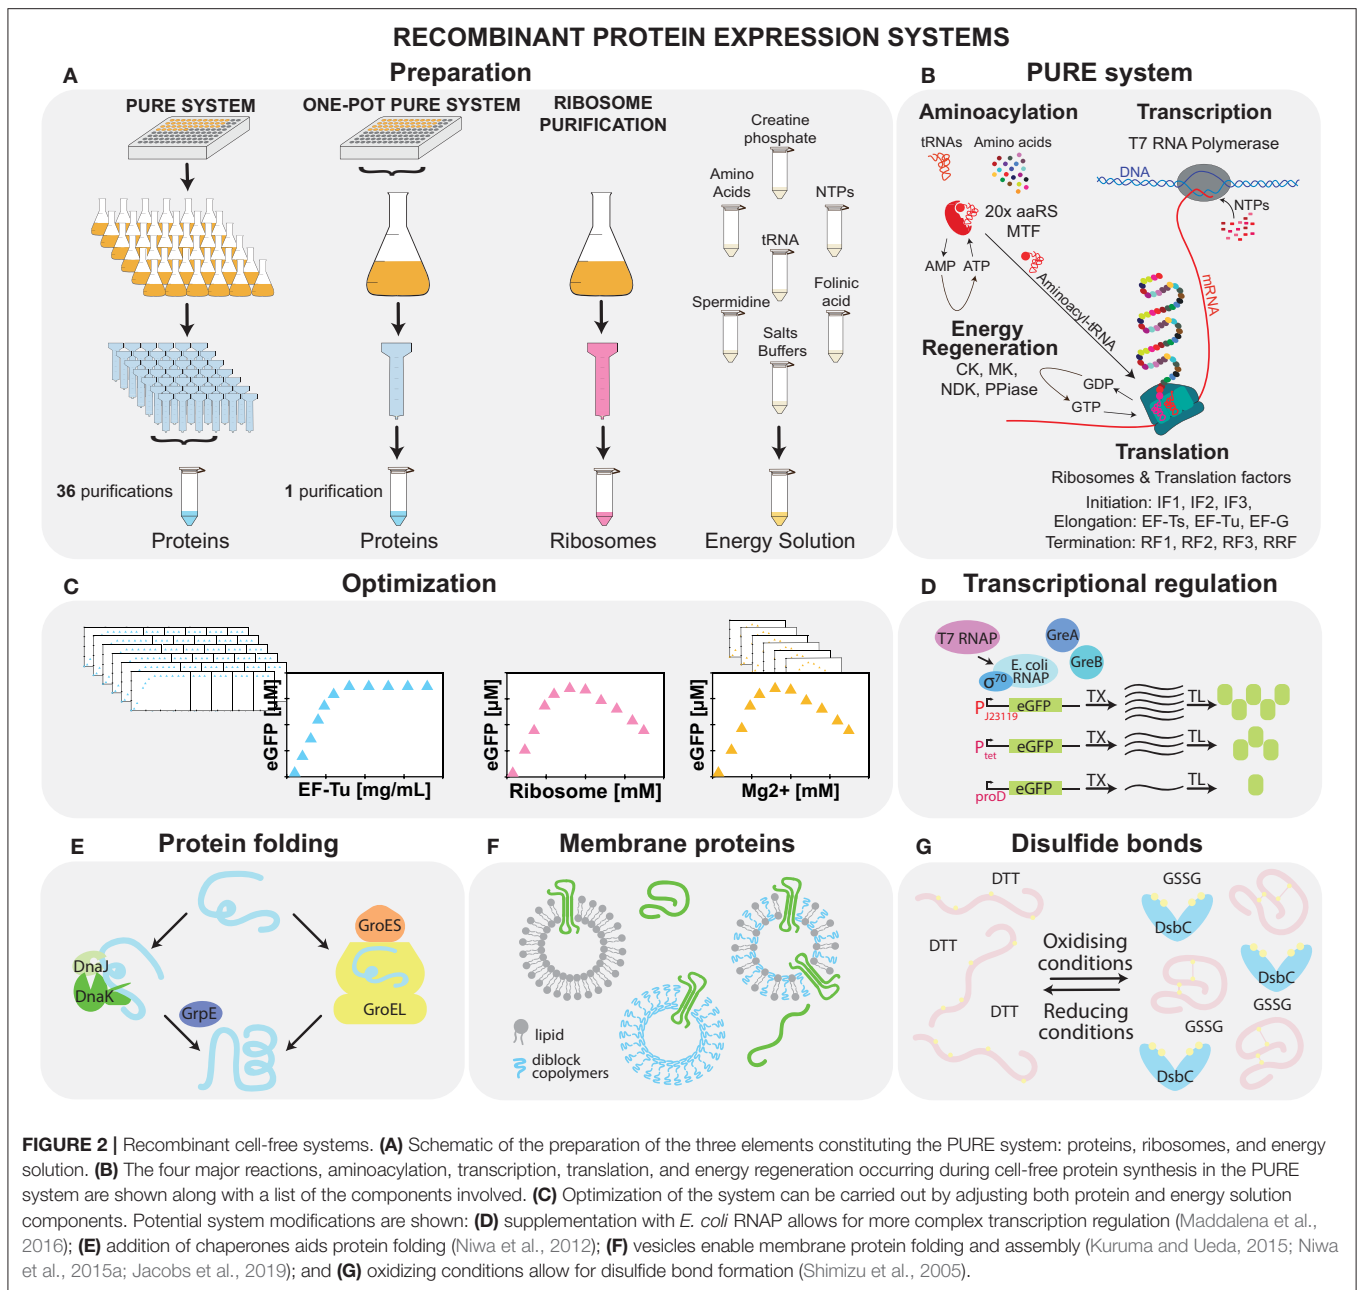 RECOMBINANT PROTEIN EXPRESSION SYSTEMS
A Preparation
PURE SYSTEM
ONE-POT PURE SYSTEM
RIBOSOME
PURIFICATION
Creatine
phosphate
Amino
Acids
NTPs
tRNA
Spermidine
Folinic
acid
Salts
Buffers
36 purifications
1 purification
Proteins
Proteins
Ribosomes
Energy Solution
B PURE system
Aminoacylation
Transcription
tRNAs
Amino acids
T7 RNA Polymerase
DNA
NTPs
20x aaRS
MTF
AMP
ATP
Aminoacyl-tRNA
mRNA
Energy
Regeneration
CK, MK,
NDK, PPiase
GDP
GTP
Translation
Ribosomes & Translation factors
Initiation: IF1, IF2, IF3,
Elongation: EF-Ts, EF-Tu, EF-G
Termination: RF1, RF2, RF3, RRF
C Optimization
eGFP [µM]
EF-Tu [mg/mL]
eGFP [µM]
Ribosome [mM]
eGFP [µM]
Mg2+ [mM]
D Transcriptional regulation
T7 RNAP
GreA
E. coli
RNAP
σ70
GreB
PJ23119
eGFP
TX
TL
Ptet
eGFP
TX
TL
proD
eGFP
TX
TL
E Protein folding
DnaJ
DnaK
GrpE
GroES
GroEL
F Membrane proteins
lipid
diblock
copolymers
G Disulfide bonds
DTT
GSSG
DsbC
DTT
Oxidising
conditions
DsbC
DTT
Reducing
conditions
GSSG
GSSG
DsbC
FIGURE 2 | Recombinant cell-free systems. (A) Schematic of the preparation of the three elements constituting the PURE system: proteins, ribosomes, and energy
solution. (B) The four major reactions, aminoacylation, transcription, translation, and energy regeneration occurring during cell-free protein synthesis in the PURE
system are shown along with a list of the components involved. (C) Optimization of the system can be carried out by adjusting both protein and energy solution
components. Potential system modifications are shown: (D) supplementation with E. coli RNAP allows for more complex transcription regulation (Maddalena et al.,
2016); (E) addition of chaperones aids protein folding (Niwa et al., 2012); (F) vesicles enable membrane protein folding and assembly (Kuruma and Ueda, 2015; Niwa
et al., 2015a; Jacobs et al., 2019); and (G) oxidizing conditions allow for disulfide bond formation (Shimizu et al., 2005).